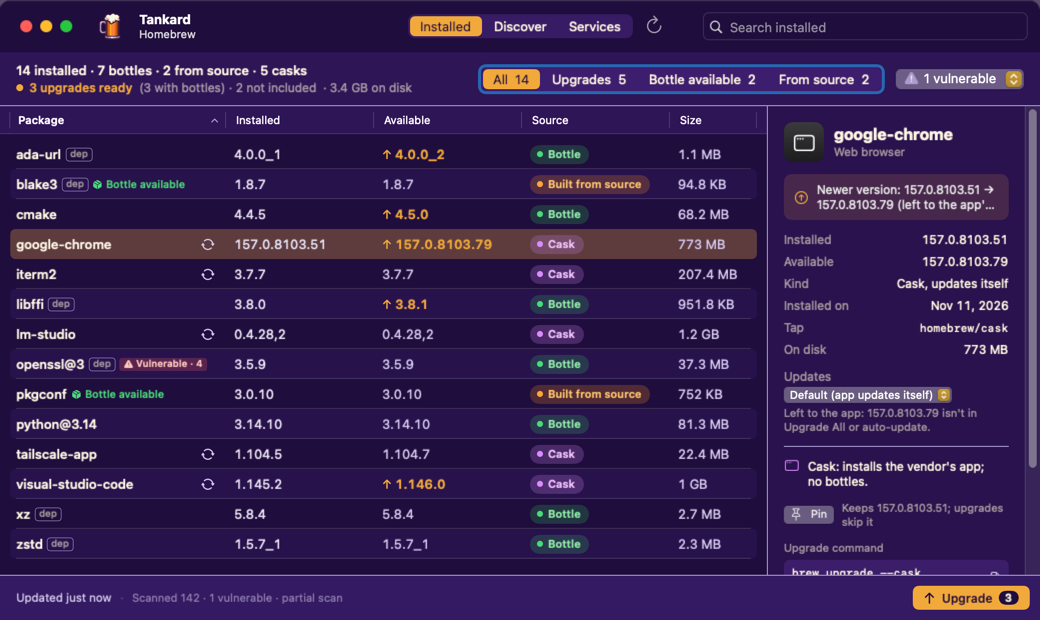 Tankard
Homebrew
Installed Discover Services
Search installed
14 installed · 7 bottles · 2 from source · 5 casks
3 upgrades ready (3 with bottles) · 2 not included · 3.4 GB on disk
All 14 Upgrades 5 Bottle available 2 From source 2
1 vulnerable
Package Installed Available Source Size
ada-url dep 4.0.0_1 ↑ 4.0.0_2 Bottle 1.1 MB
blake3 dep Bottle available 1.8.7 1.8.7 Built from source 94.8 KB
cmake 4.4.5 ↑ 4.5.0 Bottle 68.2 MB
google-chrome 157.0.8103.51 ↑ 157.0.8103.79 Cask 773 MB
iterm2 3.7.7 3.7.7 Cask 207.4 MB
libffi dep 3.8.0 ↑ 3.8.1 Bottle 951.8 KB
lm-studio 0.4.28,2 0.4.28,2 Cask 1.2 GB
openssl@3 dep Vulnerable · 4 3.5.9 3.5.9 Bottle 37.3 MB
pkgconf Bottle available 3.0.10 3.0.10 Built from source 752 KB
python@3.14 3.14.10 3.14.10 Bottle 81.3 MB
tailscale-app 1.104.5 1.104.7 Cask 22.4 MB
visual-studio-code 1.145.2 ↑ 1.146.0 Cask 1 GB
xz dep 5.8.4 5.8.4 Bottle 2.7 MB
zstd dep 1.5.7_1 1.5.7_1 Bottle 2.3 MB
google-chrome
Web browser
Newer version: 157.0.8103.51 →
157.0.8103.79 (left to the app'...
Installed 157.0.8103.51
Available 157.0.8103.79
Kind Cask, updates itself
Installed on Nov 11, 2026
Tap homebrew/cask
On disk 773 MB
Updates
Default (app updates itself)
Left to the app: 157.0.8103.79 isn't in
Upgrade All or auto-update.
Cask: installs the vendor's app;
no bottles.
Pin
Keeps 157.0.8103.51; upgrades
skip it
Upgrade command
brew upgrade --cask
Updated just now · Scanned 142 · 1 vulnerable · partial scan
↑ Upgrade 3